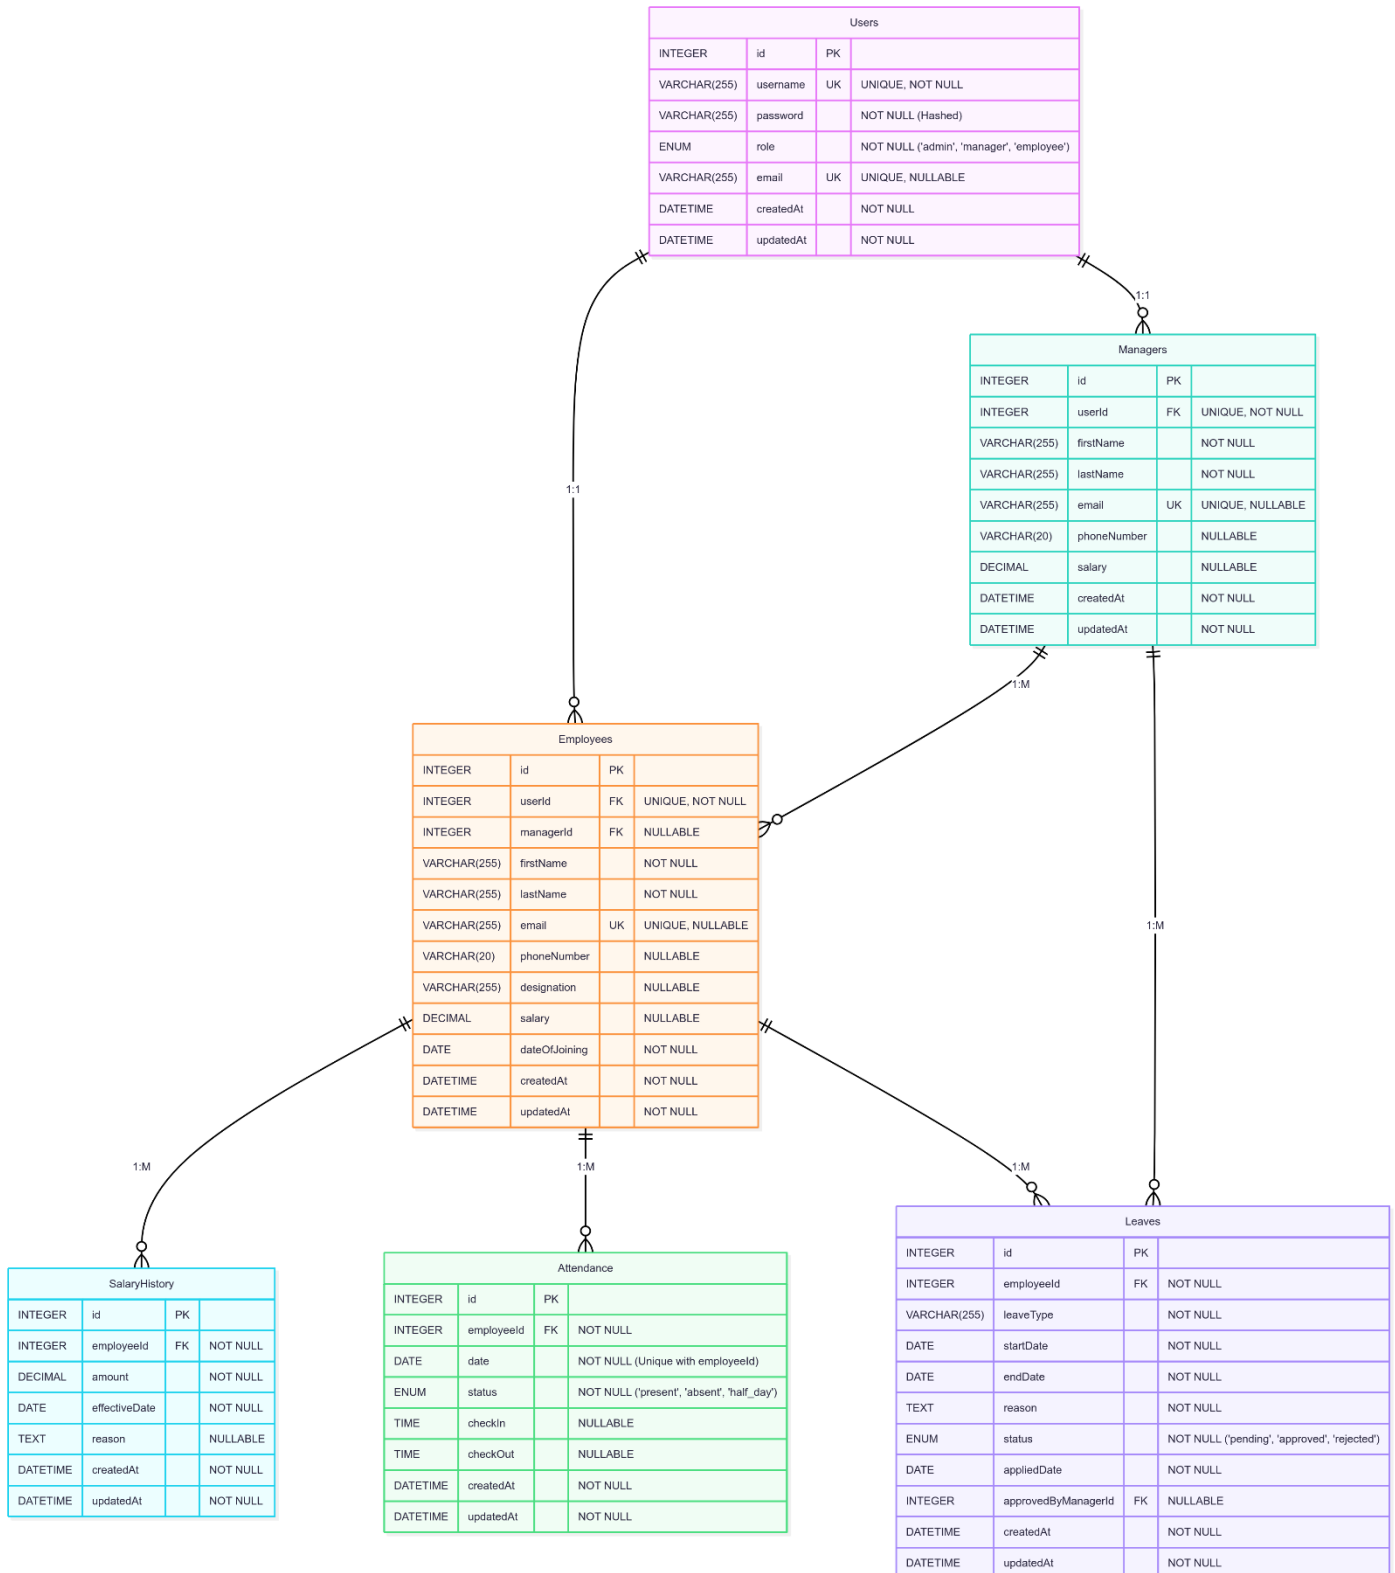 Users
INTEGER id PK
VARCHAR(255) username UK UNIQUE, NOT NULL
VARCHAR(255) password NOT NULL (Hashed)
ENUM role NOT NULL ('admin', 'manager', 'employee')
VARCHAR(255) email UK UNIQUE, NULLABLE
DATETIME createdAt NOT NULL
DATETIME updatedAt NOT NULL
1:1
Managers
INTEGER id PK
INTEGER userId FK UNIQUE, NOT NULL
VARCHAR(255) firstName NOT NULL
VARCHAR(255) lastName NOT NULL
VARCHAR(255) email UK UNIQUE, NULLABLE
VARCHAR(20) phoneNumber NULLABLE
DECIMAL salary NULLABLE
DATETIME createdAt NOT NULL
DATETIME updatedAt NOT NULL
1:1
1:M
Employees
INTEGER id PK
INTEGER userId FK UNIQUE, NOT NULL
INTEGER managerId FK NULLABLE
VARCHAR(255) firstName NOT NULL
VARCHAR(255) lastName NOT NULL
VARCHAR(255) email UK UNIQUE, NULLABLE
VARCHAR(20) phoneNumber NULLABLE
VARCHAR(255) designation NULLABLE
DECIMAL salary NULLABLE
DATE dateOfJoining NOT NULL
DATETIME createdAt NOT NULL
DATETIME updatedAt NOT NULL
1:M
1:M
1:M
1:M
SalaryHistory
INTEGER id PK
INTEGER employeeId FK NOT NULL
DECIMAL amount NOT NULL
DATE effectiveDate NOT NULL
TEXT reason NULLABLE
DATETIME createdAt NOT NULL
DATETIME updatedAt NOT NULL
Attendance
INTEGER id PK
INTEGER employeeId FK NOT NULL
DATE date NOT NULL (Unique with employeeId)
ENUM status NOT NULL ('present', 'absent', 'half_day')
TIME checkIn NULLABLE
TIME checkOut NULLABLE
DATETIME createdAt NOT NULL
DATETIME updatedAt NOT NULL
Leaves
INTEGER id PK
INTEGER employeeId FK NOT NULL
VARCHAR(255) leaveType NOT NULL
DATE startDate NOT NULL
DATE endDate NOT NULL
TEXT reason NOT NULL
ENUM status NOT NULL ('pending', 'approved', 'rejected')
DATE appliedDate NOT NULL
INTEGER approvedByManagerId FK NULLABLE
DATETIME createdAt NOT NULL
DATETIME updatedAt NOT NULL